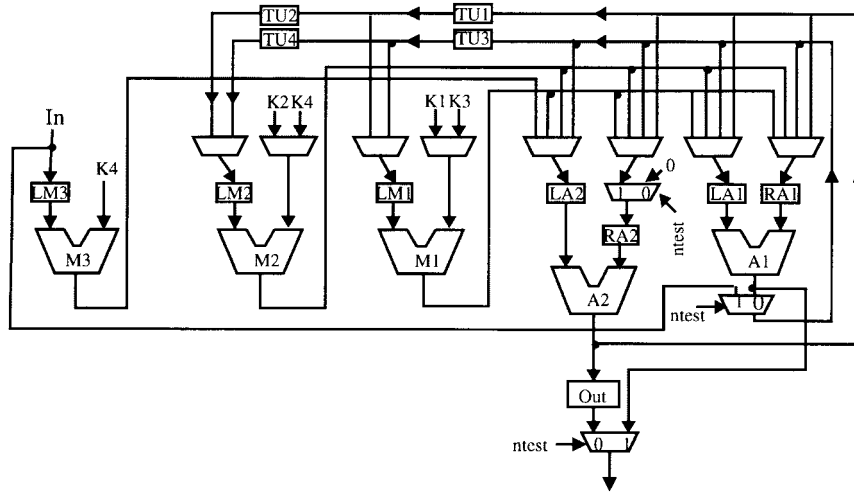 TU2 TU1
TU4 TU3
K2 K4 K1 K3
In
K4 0
LM3 LM2 LM1 LA2 1 0 LA1 RA1
ntest
RA2
M3 M2 M1 A1
A2
1 0
ntest
Out
ntest 0 1